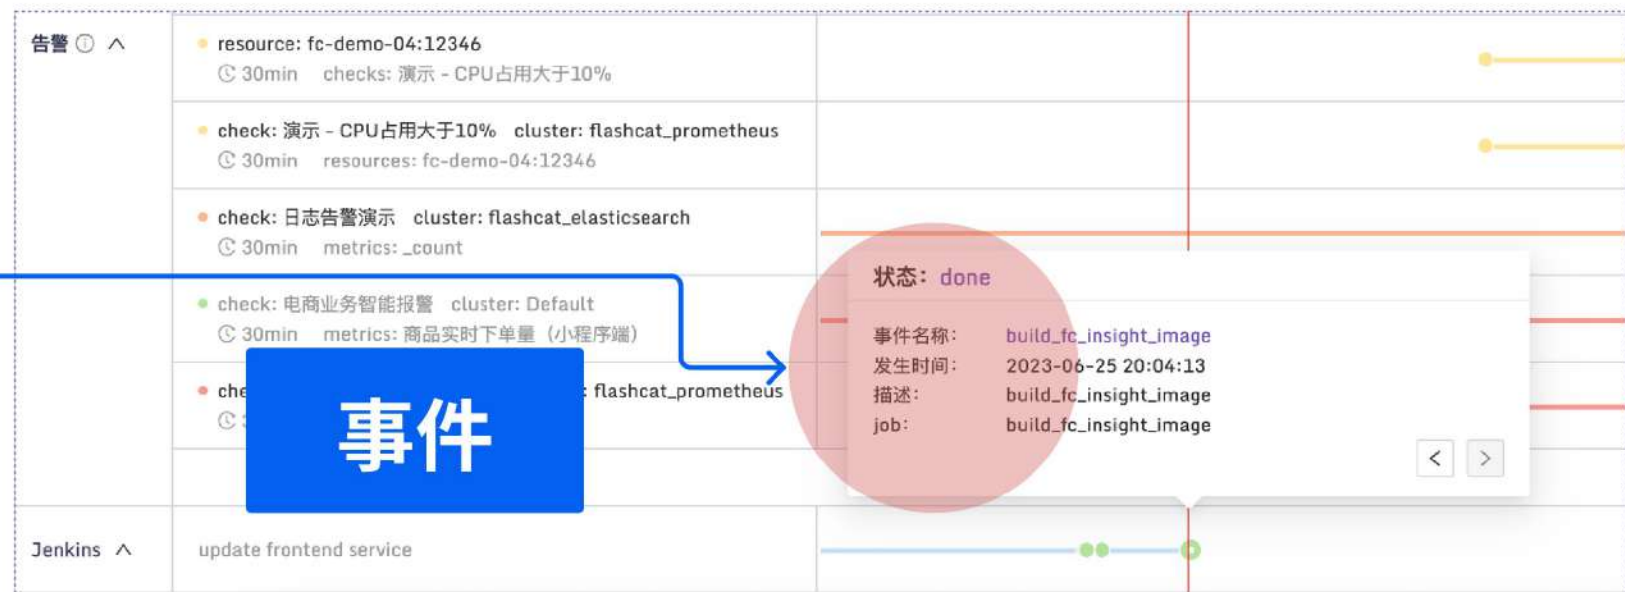 告警
resource: fc-demo-04:12346
30min checks: 演示 - CPU占用大于10%
check: 演示 - CPU占用大于10% cluster: flashcat_prometheus
30min resources: fc-demo-04:12346
check: 日志告警演示 cluster: flashcat_elasticsearch
30min metrics: _count
check: 电商业务智能报警 cluster: Default
30min metrics: 商品实时下单量（小程序端）
: flashcat_prometheus
事件
状态： done
事件名称： build_fc_insight_image
发生时间： 2023-06-25 20:04:13
描述： build_fc_insight_image
job: build_fc_insight_image
< >
Jenkins update frontend service